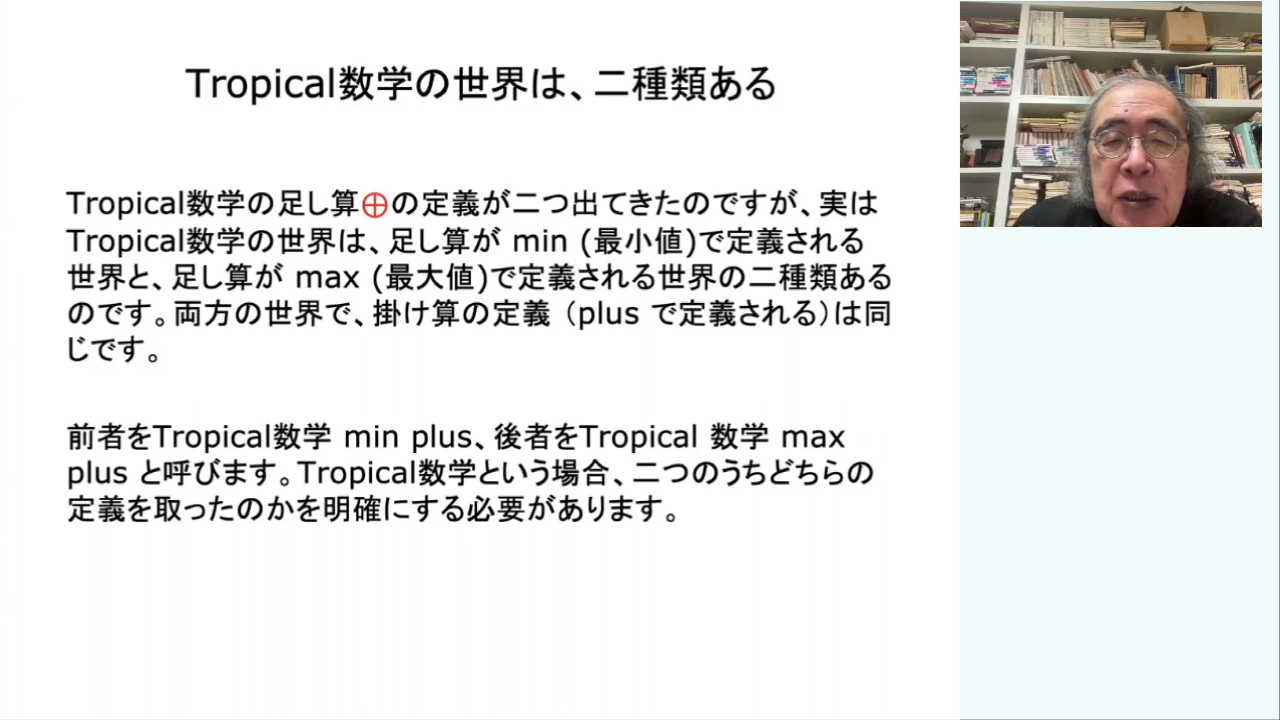 Tropical数学の世界は、二種類ある
Tropical数学の足し算⊕の定義が二つ出てきたのですが、実は
Tropical数学の世界は、足し算が min (最小値)で定義される
世界と、足し算が max (最大値)で定義される世界の二種類ある
のです。両方の世界で、掛け算の定義（plus で定義される）は同
じです。
前者をTropical数学 min plus、後者をTropical 数学 max
plus と呼びます。Tropical数学という場合、二つのうちどちらの
定義を取ったのかを明確にする必要があります。